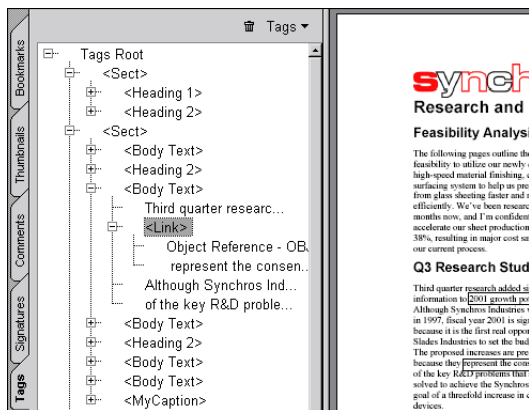 Bookmarks
Thumbnails
Comments
Signatures
Tags
Tags
Tags Root
<Sect>
<Heading 1>
<Heading 2>
<Sect>
<Body Text>
<Heading 2>
<Body Text>
Third quarter researc...
<Link>
Object Reference - OB
represent the consen...
Although Synchros Ind...
of the key R&D proble...
<Body Text>
<Heading 2>
<Body Text>
<Body Text>
<MyCaption>
synch
Research and
Feasibility Analysi
The following pages outline the
feasibility to utilize our newly
high-speed material finishing,
surfacing system to help us pre
from glass sheeting faster and
efficiently. We've been researc
months now, and I'm confident
accelerate our sheet production
38%, resulting in major cost sa
our current process.
Q3 Research Stud
Third quarter research added si
information to 2001 growth pot
Although Synchros Industries
in 1997, fiscal year 2001 is sig
because it is the first real oppor
Slades Industries to set the bud
The proposed increases are pre
because they represent the cons
of the key R&D problems that
solved to achieve the Synchros
goal of a threefold increase in
devices.